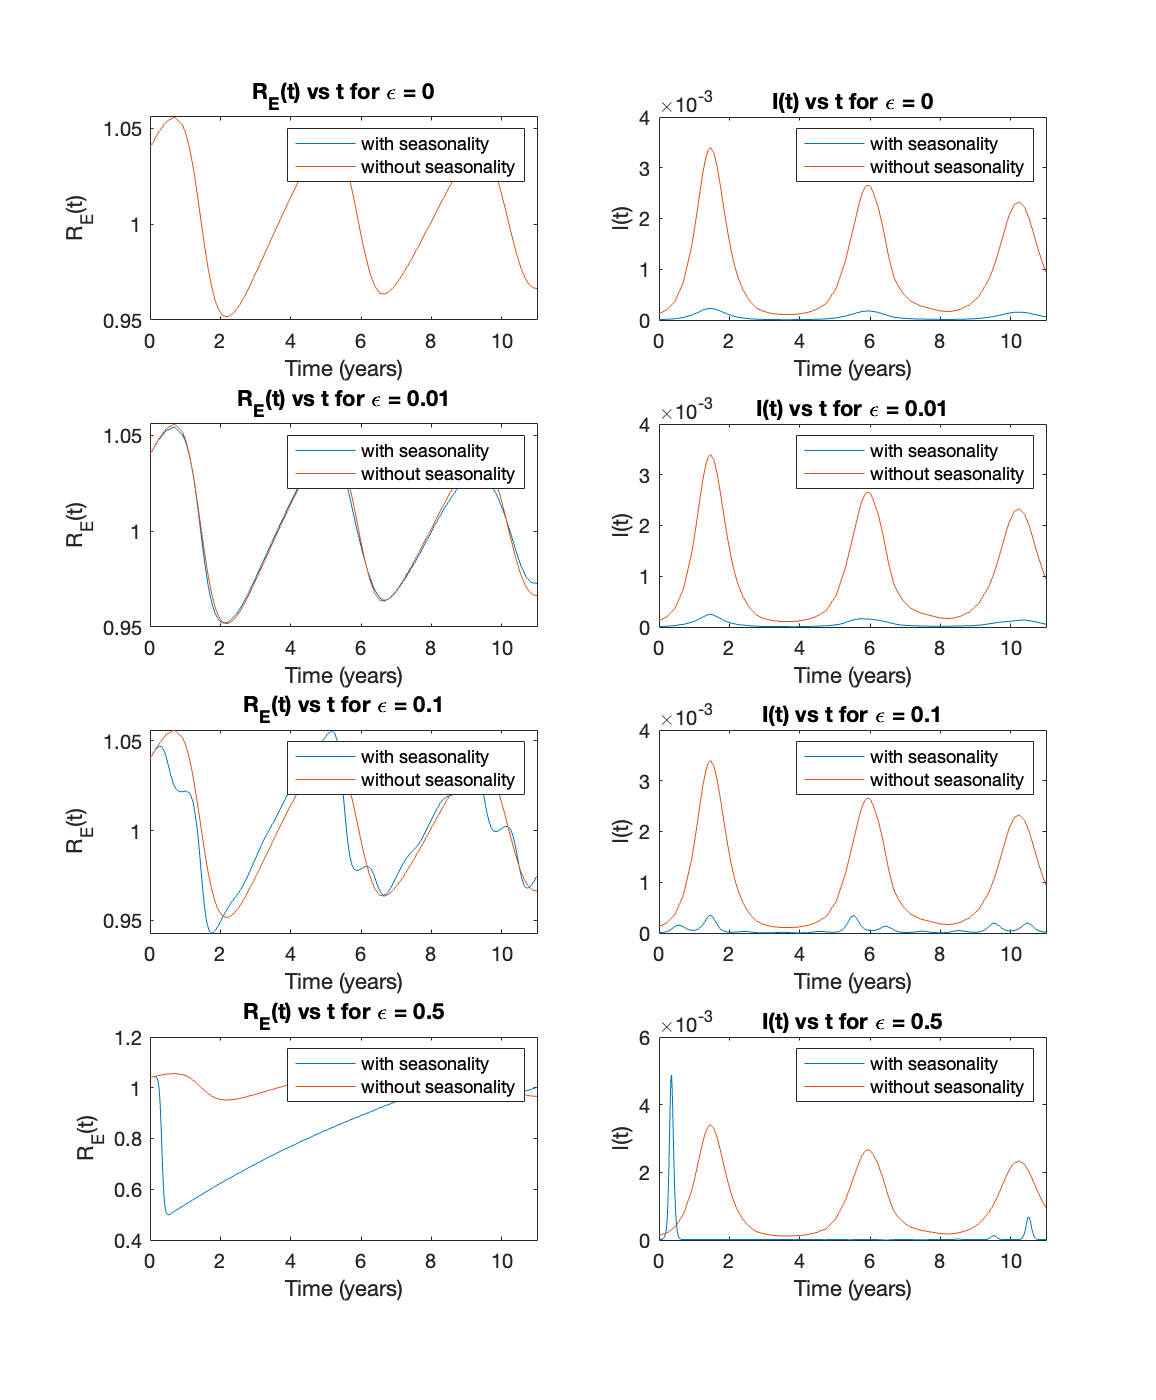 R_E(t) vs t for ϵ = 0
with seasonality
without seasonality
1.05
1
0.95
R_E(t)
0 2 4 6 8 10
Time (years)
I(t) vs t for ϵ = 0
×10^-3
with seasonality
without seasonality
4
3
2
1
0
I(t)
0 2 4 6 8 10
Time (years)
R_E(t) vs t for ϵ = 0.01
with seasonality
without seasonality
1.05
1
0.95
R_E(t)
0 2 4 6 8 10
Time (years)
I(t) vs t for ϵ = 0.01
×10^-3
with seasonality
without seasonality
4
3
2
1
0
I(t)
0 2 4 6 8 10
Time (years)
R_E(t) vs t for ϵ = 0.1
with seasonality
without seasonality
1.05
1
0.95
R_E(t)
0 2 4 6 8 10
Time (years)
I(t) vs t for ϵ = 0.1
×10^-3
with seasonality
without seasonality
4
3
2
1
0
I(t)
0 2 4 6 8 10
Time (years)
R_E(t) vs t for ϵ = 0.5
with seasonality
without seasonality
1.2
1
0.8
0.6
0.4
R_E(t)
0 2 4 6 8 10
Time (years)
I(t) vs t for ϵ = 0.5
×10^-3
with seasonality
without seasonality
6
4
2
0
I(t)
0 2 4 6 8 10
Time (years)